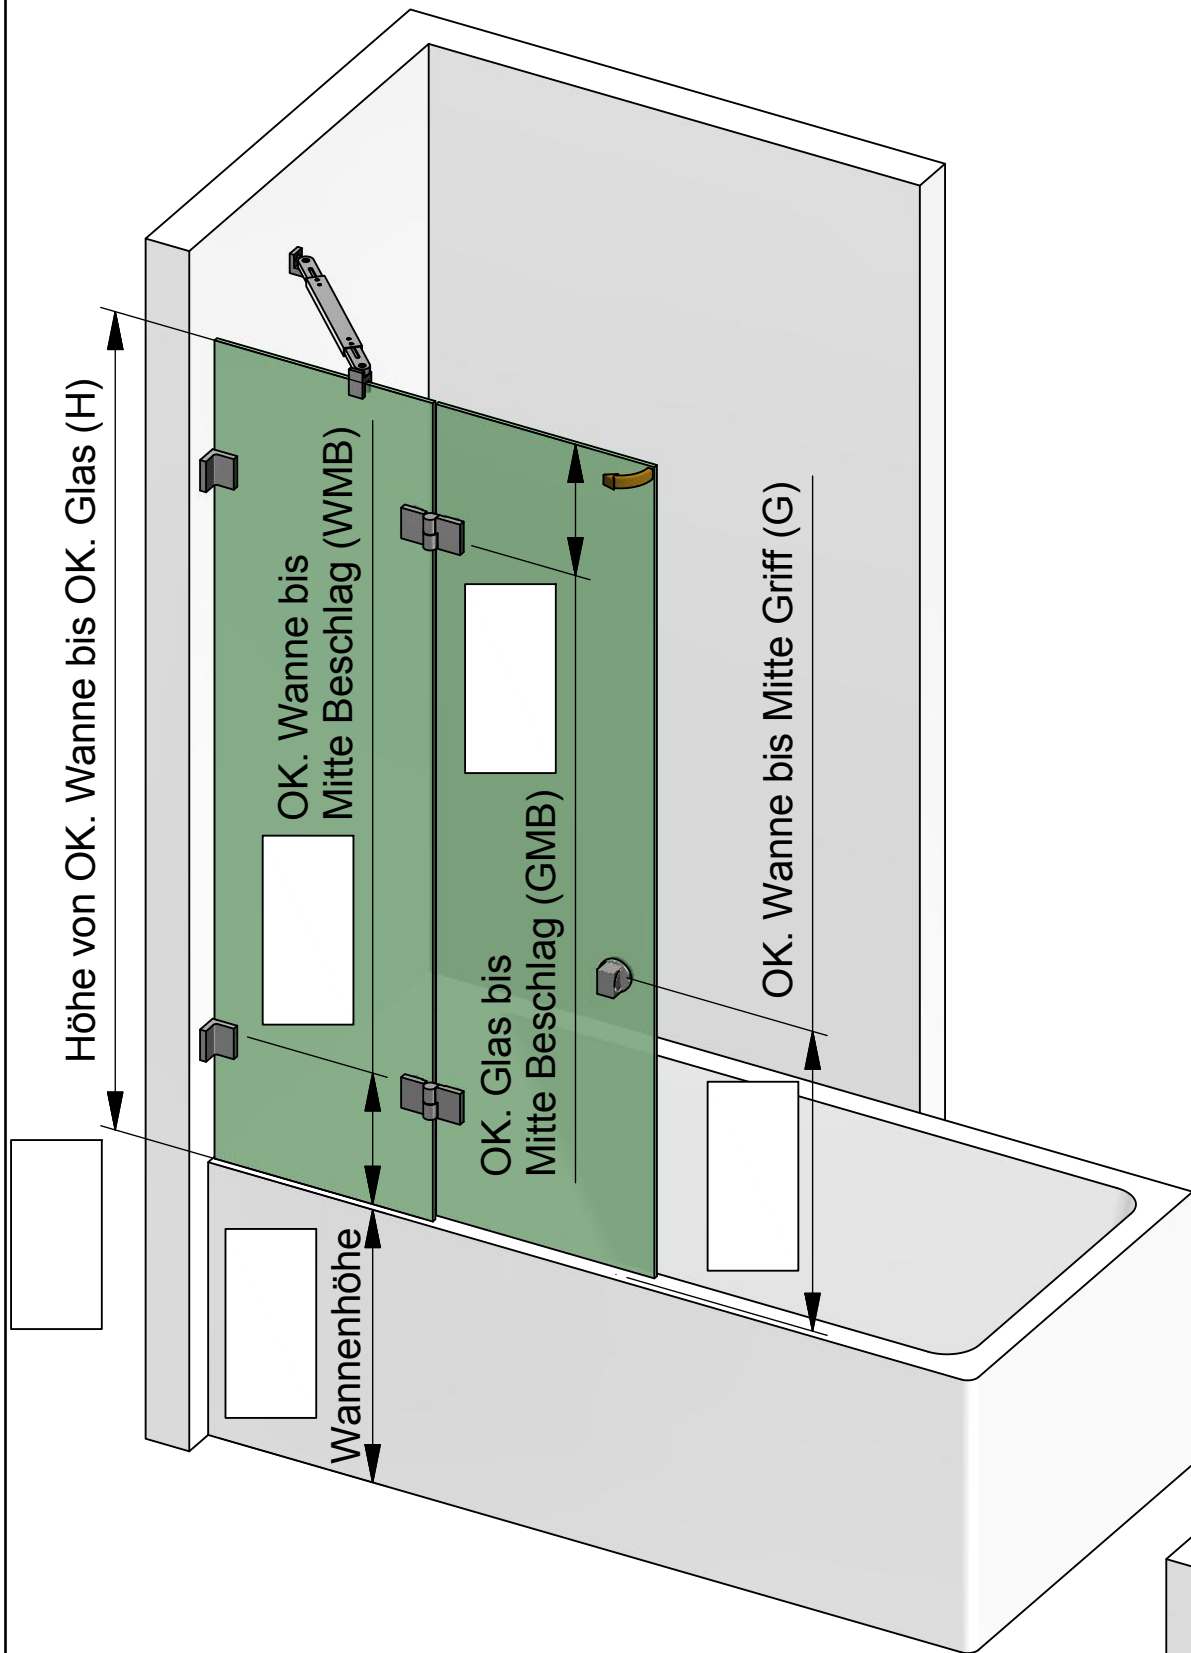 Höhe von OK. Wanne bis OK. Glas (H)
OK. Wanne bis
Mitte Beschlag (WMB)
OK. Glas bis
Mitte Beschlag (GMB)
OK. Wanne bis Mitte Griff (G)
Wannenhöhe